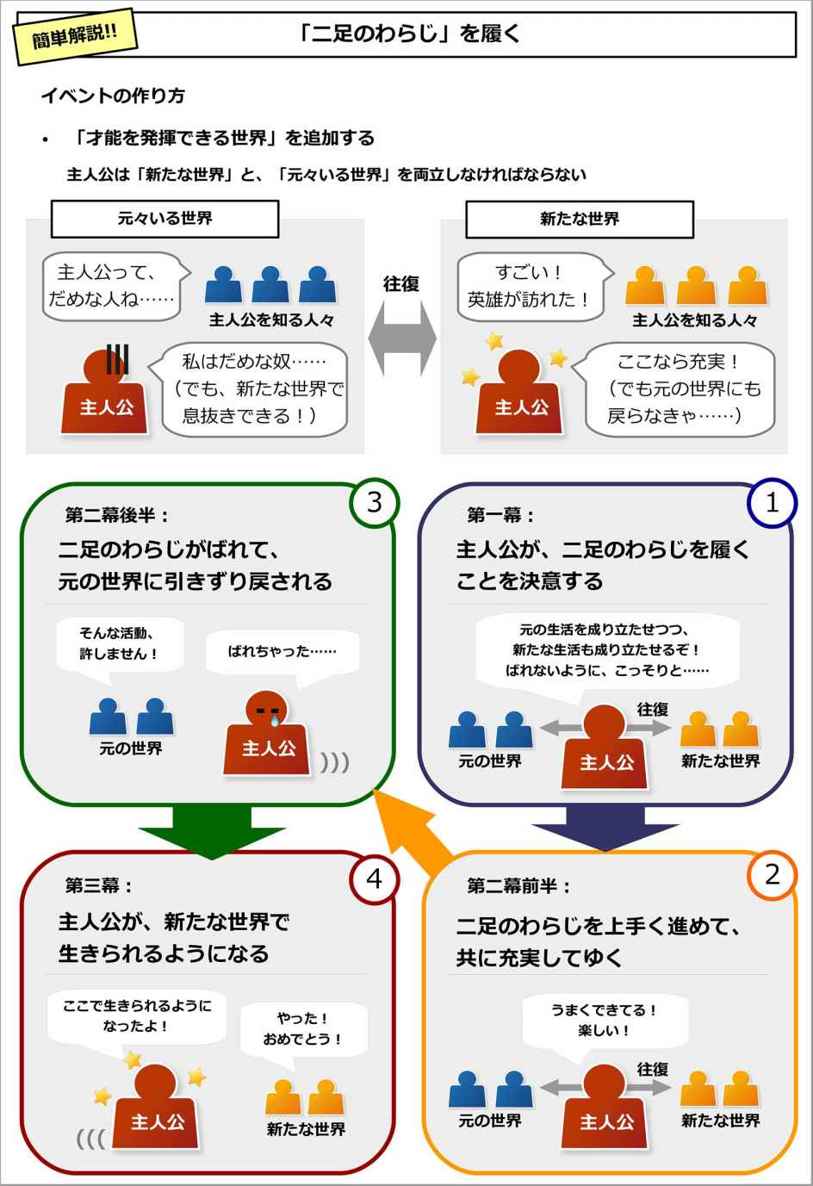 簡単解説!!
「二足のわらじ」を履く
イベントの作り方
・ 「才能を発揮できる世界」を追加する
主人公は「新たな世界」と、「元々いる世界」を両立しなければならない
元々いる世界
主人公って、
だめな人ね……
主人公を知る人々
私はだめな奴……
（でも、新たな世界で
息抜きできる！）
主人公
往復
新たな世界
すごい！
英雄が訪れた！
主人公を知る人々
ここなら充実！
（でも元の世界にも
戻らなきゃ……）
主人公
1
第一幕：
主人公が、二足のわらじを履く
ことを決意する
元の生活を成り立たせつつ、
新たな生活も成り立たせるぞ！
ばれないように、こっそりと……
往復
元の世界
主人公
新たな世界
2
第二幕前半：
二足のわらじを上手く進めて、
共に充実してゆく
うまくできてる！
楽しい！
往復
元の世界
主人公
新たな世界
3
第二幕後半：
二足のわらじがばれて、
元の世界に引きずり戻される
そんな活動、
許しません！
ばれちゃった……
元の世界
主人公
)))
4
第三幕：
主人公が、新たな世界で
生きられるようになる
ここで生きられるように
なったよ！
やった！
おめでとう！
(((
主人公
新たな世界